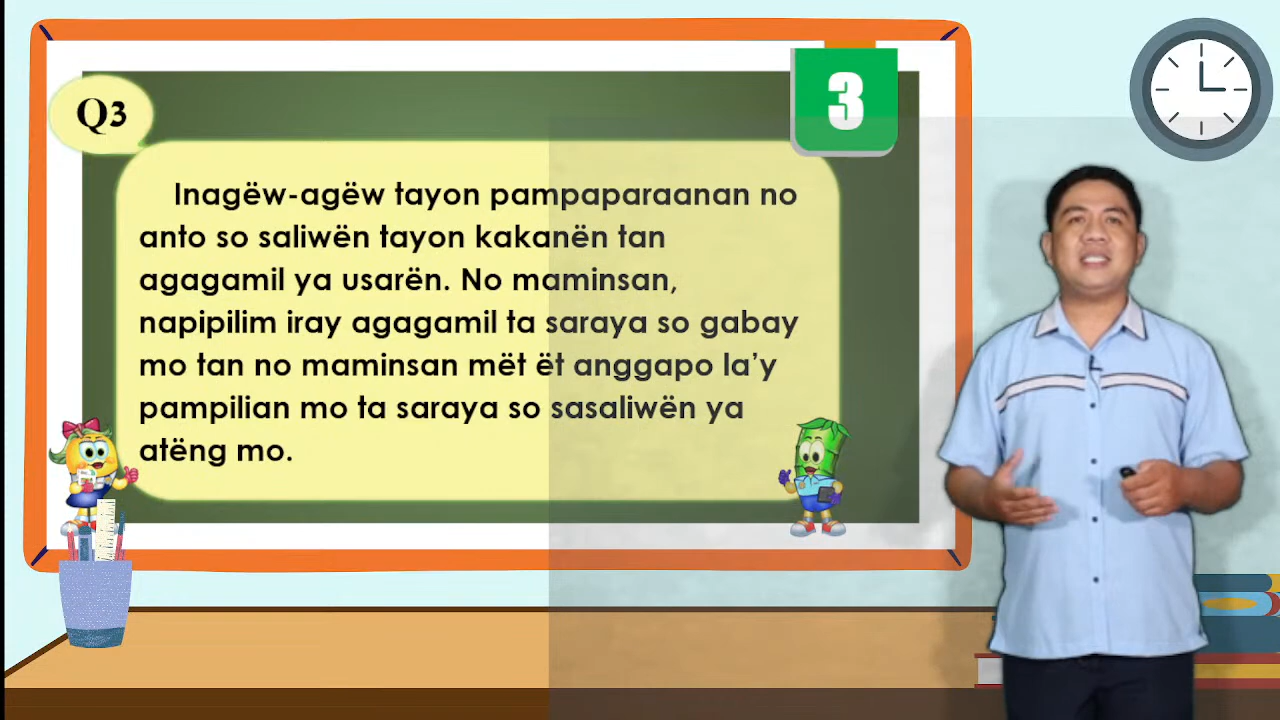 Q3
3
Inagëw-agëw tayon pampaparaanan no
anto so saliwën tayon kakanën tan
agagamil ya usarën. No maminsan,
napipilim iray agagamil ta saraya so gabay
mo tan no maminsan mët ët anggapo la'y
pampilian mo ta saraya so sasaliwën ya
atëng mo.